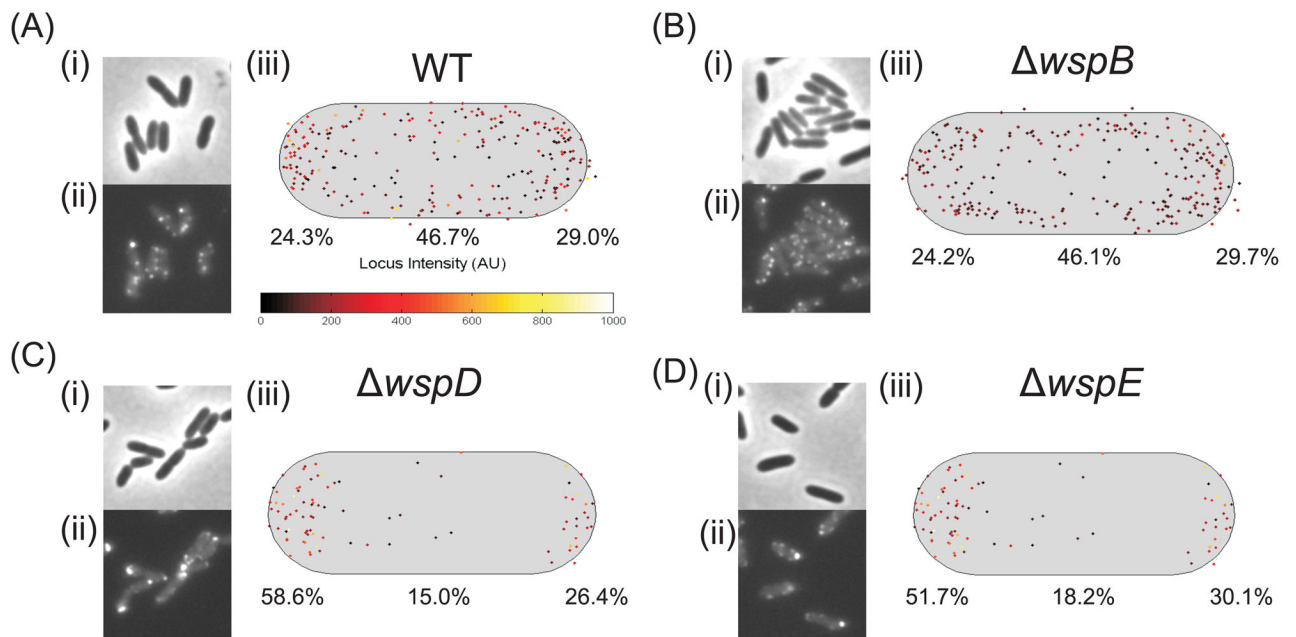 (A)
(i)
(iii)
WT
(ii)
24.3%
46.7%
29.0%
Locus Intensity (AU)
0
200
400
600
800
1000
(B)
(i)
(iii)
ΔwspB
(ii)
24.2%
46.1%
29.7%
(C)
(i)
(iii)
ΔwspD
(ii)
58.6%
15.0%
26.4%
(D)
(i)
(iii)
ΔwspE
(ii)
51.7%
18.2%
30.1%